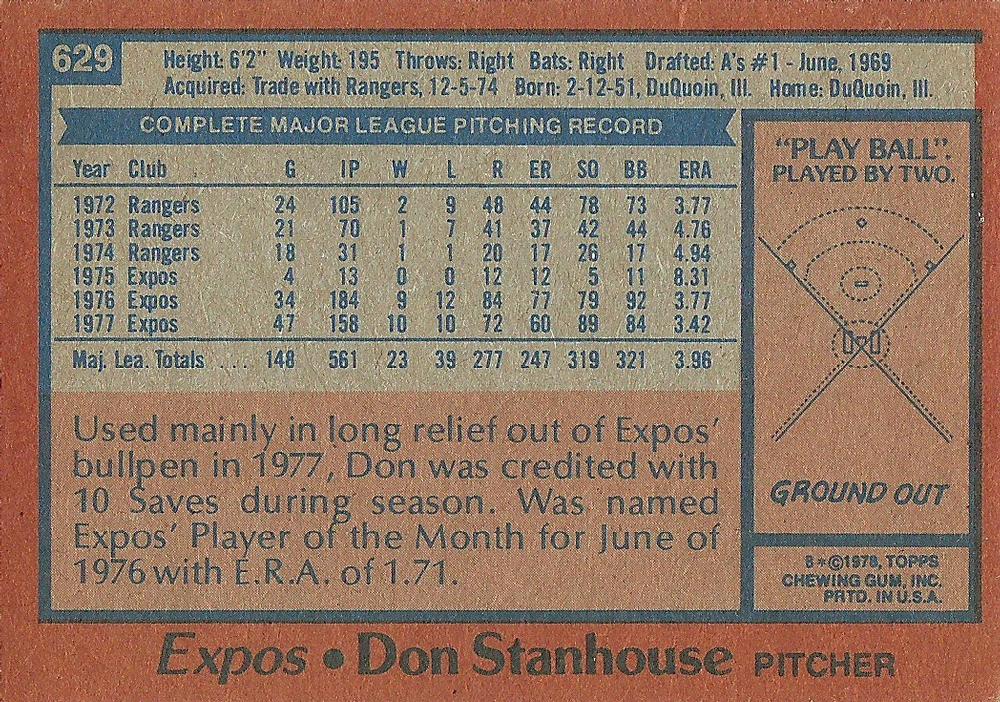 629
Height: 6'2" Weight: 195 Throws: Right Bats: Right Drafted: A's #1 - June, 1969
Acquired: Trade with Rangers, 12-5-74 Born: 2-12-51, DuQuoin, Ill. Home: DuQuoin, Ill.
COMPLETE MAJOR LEAGUE PITCHING RECORD
Year Club G IP W L R ER SO BB ERA
1972 Rangers 24 105 2 9 48 44 78 73 3.77
1973 Rangers 21 70 1 7 41 37 42 44 4.76
1974 Rangers 18 31 1 1 20 17 26 17 4.94
1975 Expos 4 13 0 0 12 12 5 11 8.31
1976 Expos 34 184 9 12 84 77 79 92 3.77
1977 Expos 47 158 10 10 72 60 89 84 3.42
Maj. Lea. Totals .... 148 561 23 39 277 247 319 321 3.96
Used mainly in long relief out of Expos'
bullpen in 1977, Don was credited with
10 Saves during season. Was named
Expos' Player of the Month for June of
1976 with E.R.A. of 1.71.
"PLAY BALL".
PLAYED BY TWO.
GROUND OUT
B*©1978, TOPPS
CHEWING GUM, INC.
PRTD. IN U.S.A.
Expos • Don Stanhouse PITCHER